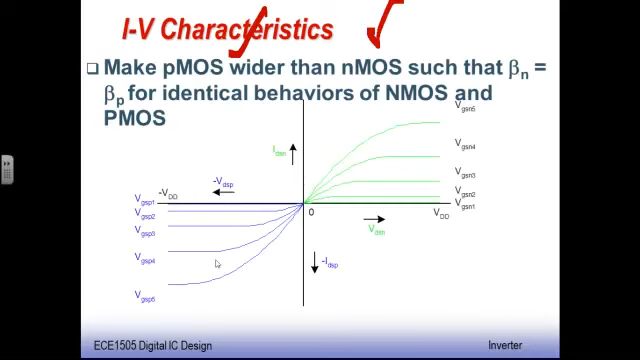 I-V Characteristics
Make pMOS wider than nMOS such that βn =
βp for identical behaviors of NMOS and
PMOS
Vgsn5
Idsn
Vgsn4
Vgsn3
Vgsn2
Vgsn1
-VDD
-Vdsp
Vgsp1
Vgsp2
Vgsp3
Vgsp4
Vgsp5
0
VDD
Vdsn
-Idsp
ECE1505 Digital IC Design
Inverter